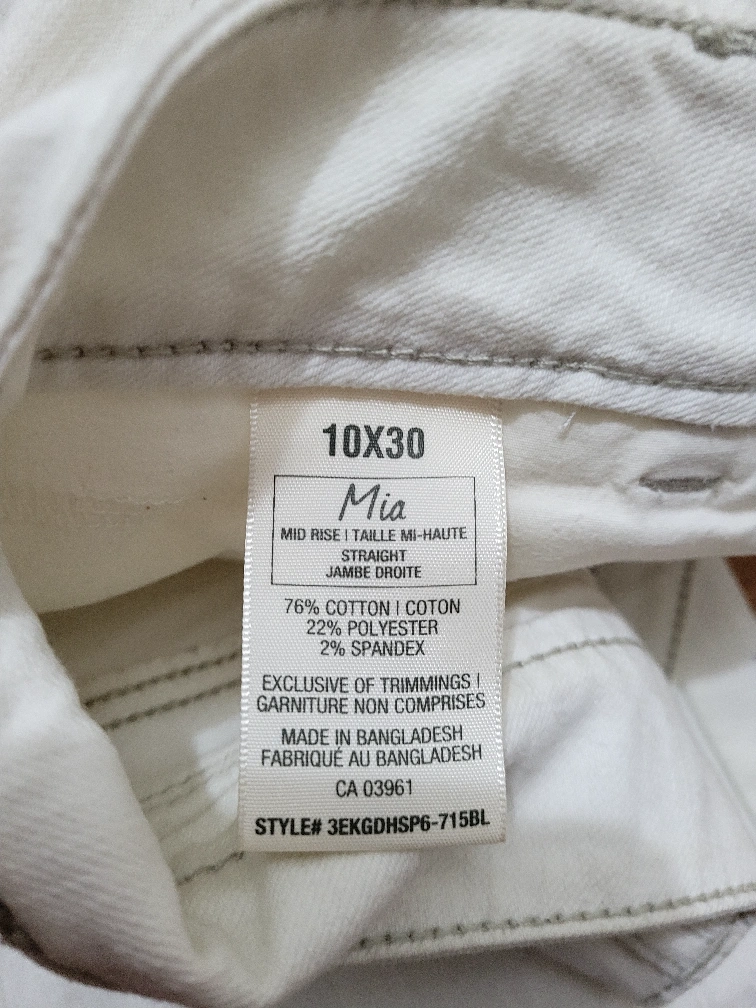 10X30
Mia
MID RISE | TAILLE MI-HAUTE
STRAIGHT
JAMBE DROITE
76% COTTON | COTON
22% POLYESTER
2% SPANDEX
EXCLUSIVE OF TRIMMINGS |
GARNITURE NON COMPRISES
MADE IN BANGLADESH
FABRIQUÉ AU BANGLADESH
CA 03961
STYLE# 3EKGDHSP6-715BL